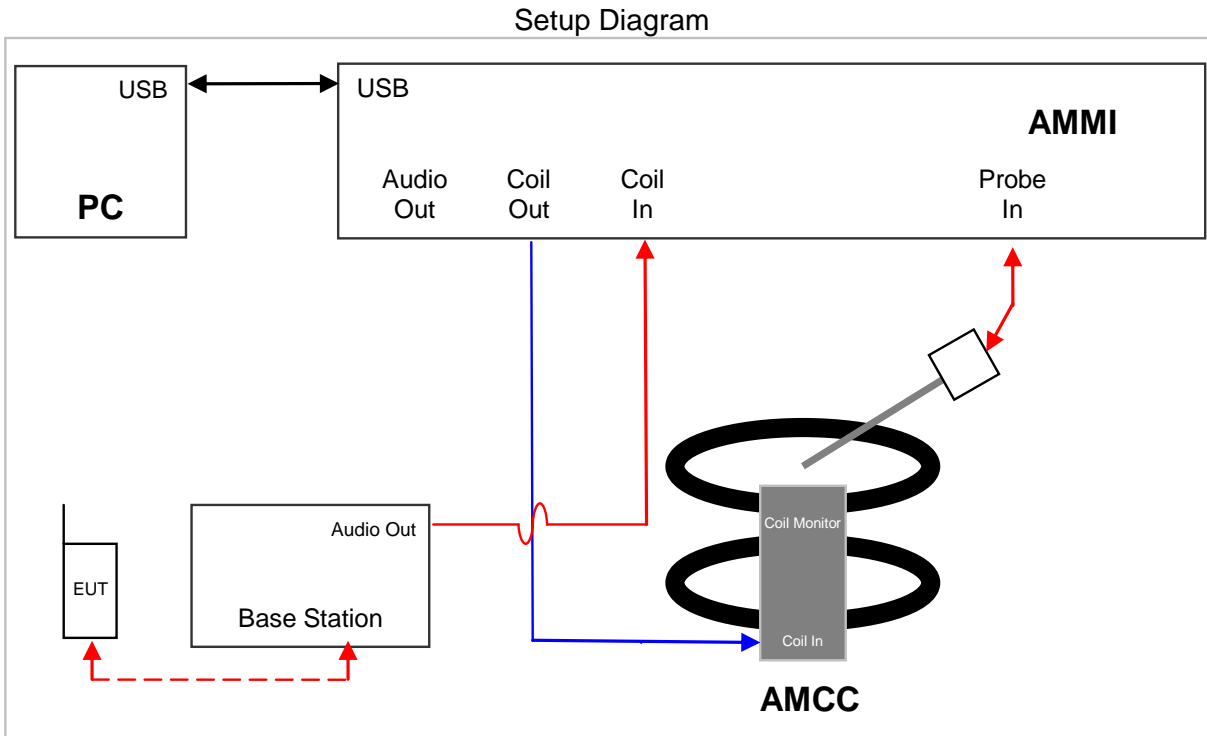 Setup Diagram
USB
PC
USB
AMMI
Audio
Out
Coil
Out
Coil
In
Probe
In
EUT
Audio Out
Base Station
Coil Monitor
Coil In
AMCC